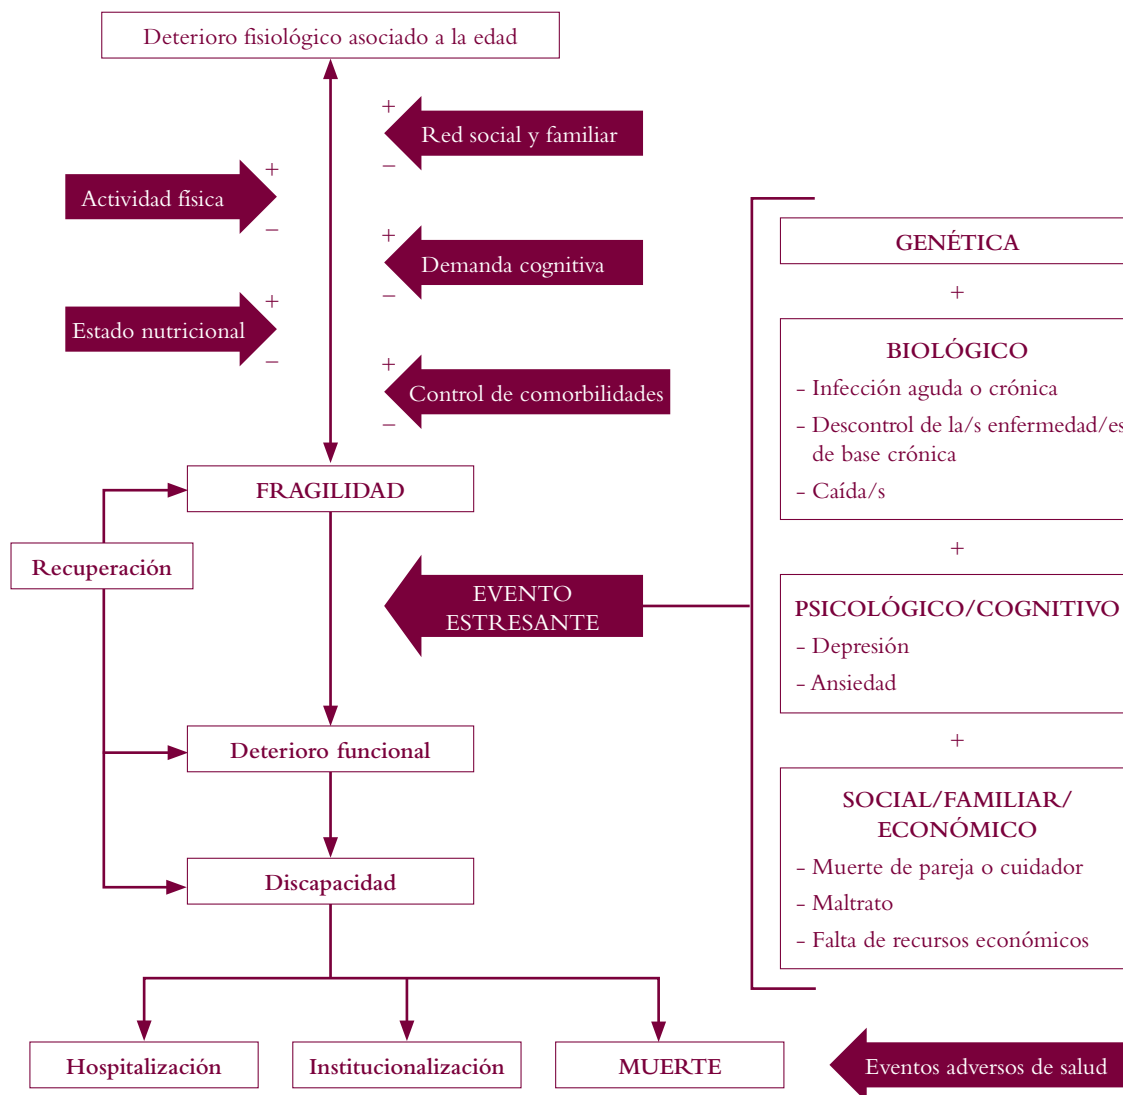 Deterioro fisiológico asociado a la edad
+
Red social y familiar
−
+
Actividad física
−
+
Demanda cognitiva
−
+
Estado nutricional
−
+
Control de comorbilidades
−
FRAGILIDAD
Recuperación
EVENTO
ESTRESANTE
Deterioro funcional
Discapacidad
Hospitalización
Institucionalización
MUERTE
GENÉTICA
+
BIOLÓGICO
- Infección aguda o crónica
- Descontrol de la/s enfermedad/es
de base crónica
- Caída/s
+
PSICOLÓGICO/COGNITIVO
- Depresión
- Ansiedad
+
SOCIAL/FAMILIAR/
ECONÓMICO
- Muerte de pareja o cuidador
- Maltrato
- Falta de recursos económicos
Eventos adversos de salud